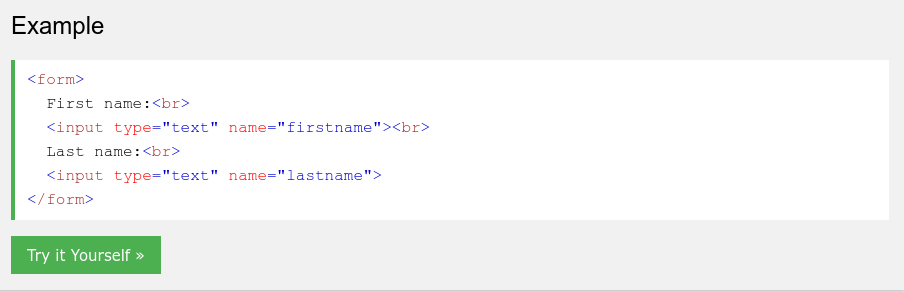 Example
<form>
  First name:<br>
  <input type="text" name="firstname"><br>
  Last name:<br>
  <input type="text" name="lastname">
</form>
Try it Yourself »